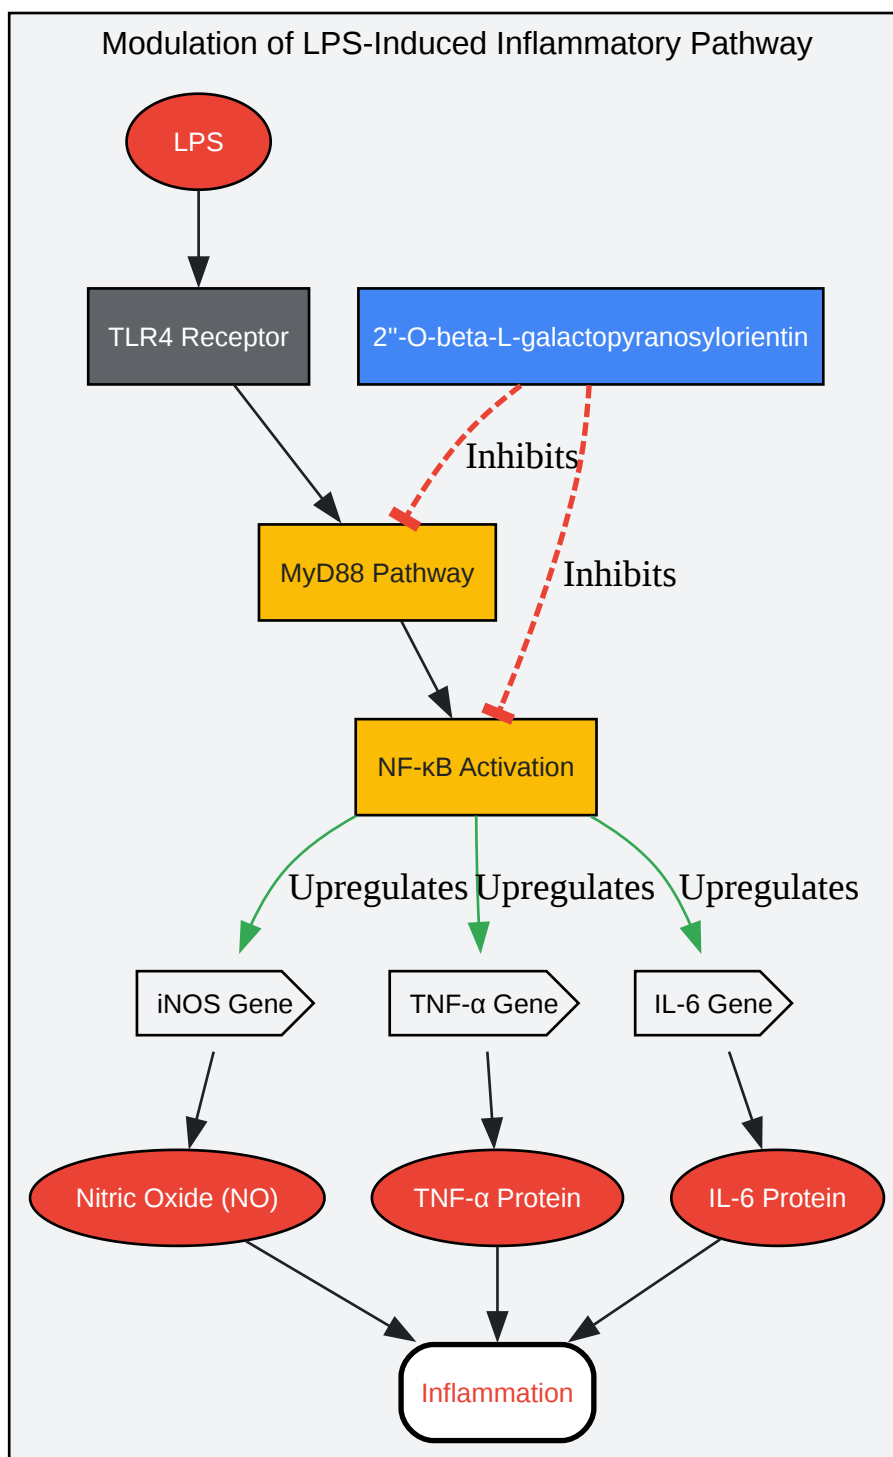 Modulation of LPS-Induced Inflammatory Pathway
LPS
TLR4 Receptor
2"-O-beta-L-galactopyranosylorientin
Inhibits
MyD88 Pathway
Inhibits
NF-κB Activation
Upregulates
Upregulates
Upregulates
iNOS Gene
TNF-α Gene
IL-6 Gene
Nitric Oxide (NO)
TNF-α Protein
IL-6 Protein
Inflammation